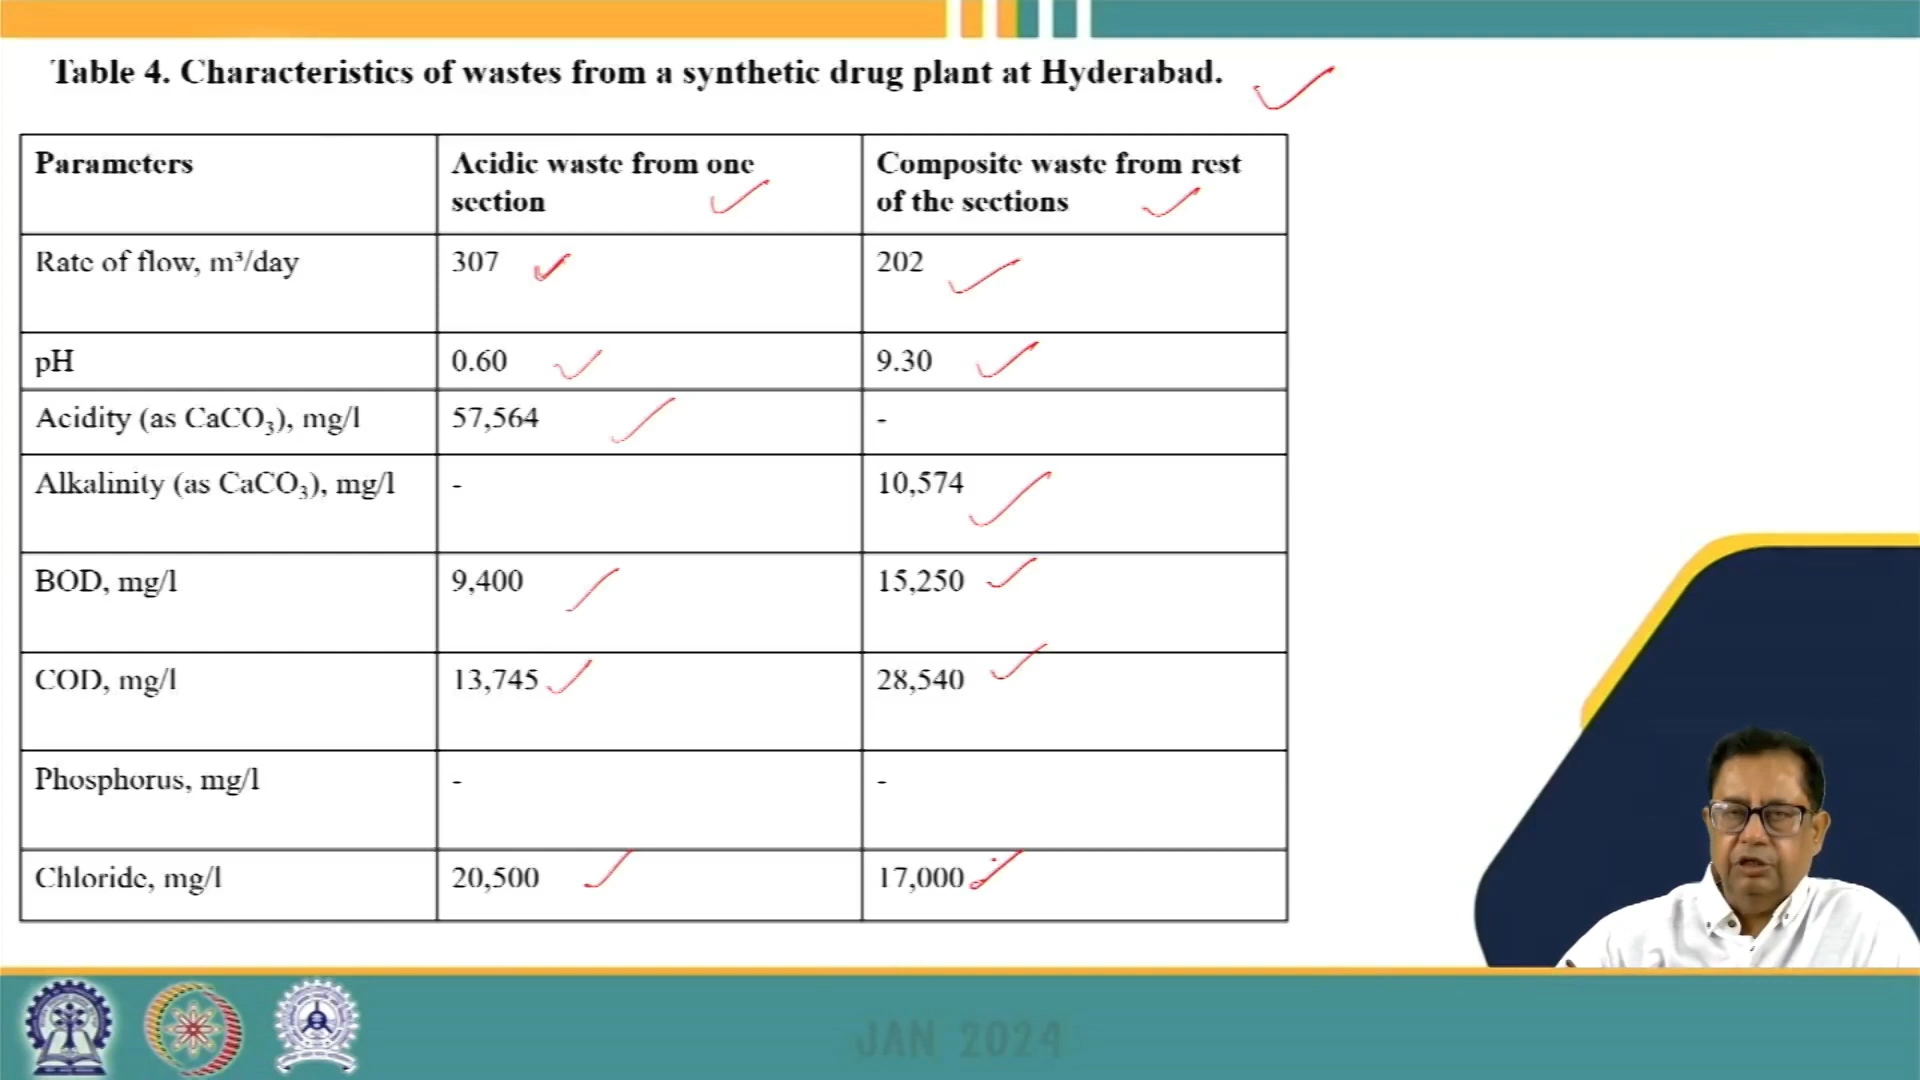 Table 4. Characteristics of wastes from a synthetic drug plant at Hyderabad.
Parameters
Acidic waste from one
section
Composite waste from rest
of the sections
Rate of flow, m³/day
307
202
pH
0.60
9.30
Acidity (as CaCO₃), mg/l
57,564
-
Alkalinity (as CaCO₃), mg/l
-
10,574
BOD, mg/l
9,400
15,250
COD, mg/l
13,745
28,540
Phosphorus, mg/l
-
-
Chloride, mg/l
20,500
17,000
JAN 2024